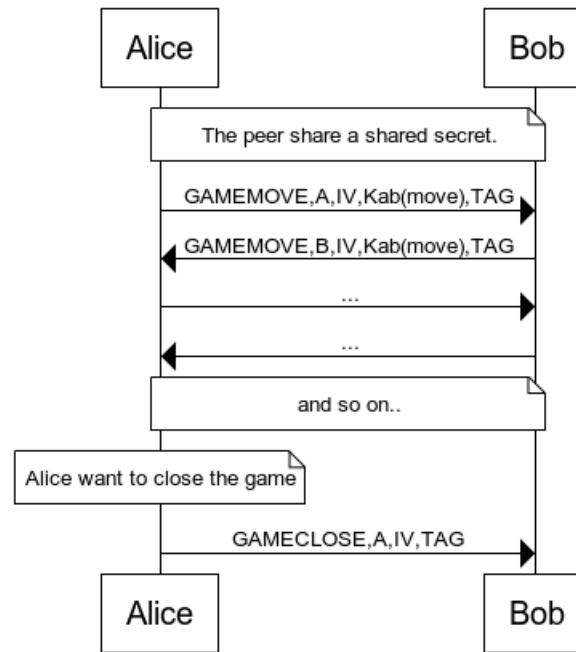 Alice Bob
The peer share a shared secret.
GAMEMOVE,A,IV,Kab(move),TAG
GAMEMOVE,B,IV,Kab(move),TAG
...
...
and so on..
Alice want to close the game
GAMECLOSE,A,IV,TAG
Alice Bob